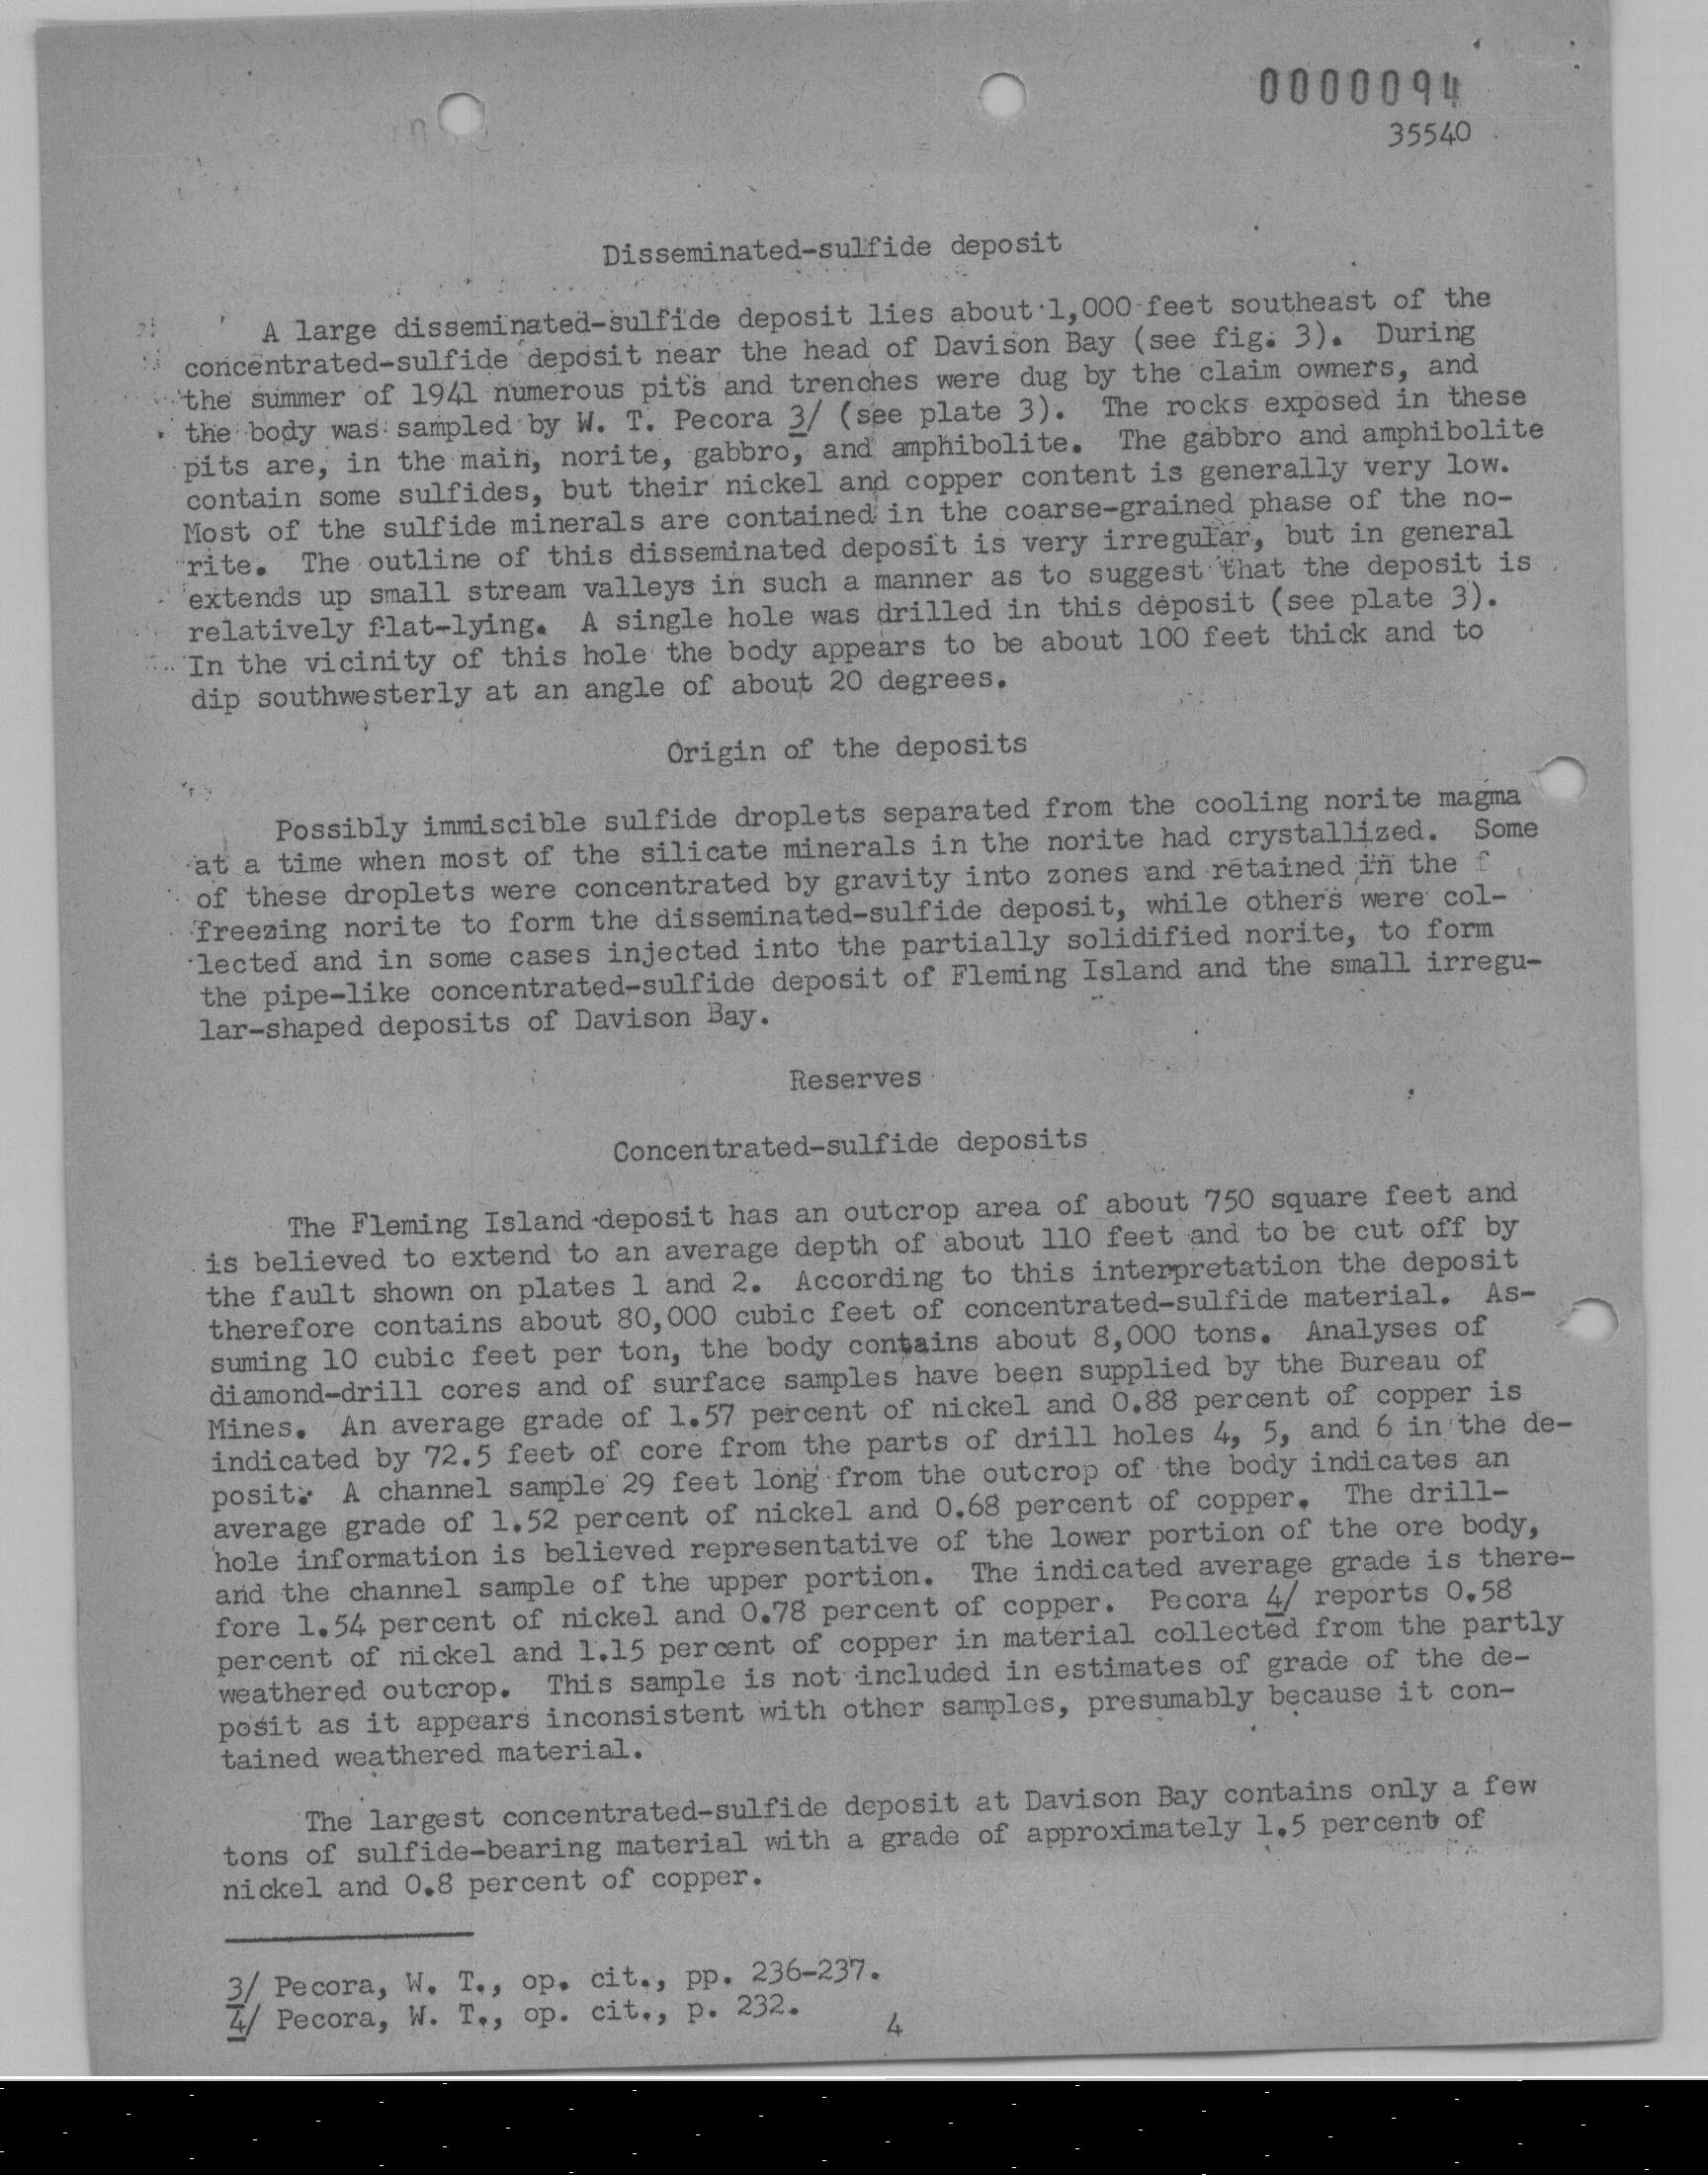 0000094
35540
Disseminated-sulfide deposit
A large disseminated-sulfide deposit lies about 1,000 feet southeast of the
concentrated-sulfide deposit near the head of Davison Bay (see fig. 3). During
the summer of 1941 numerous pits and trenches were dug by the claim owners, and
the body was sampled by W. T. Pecora 3/ (see plate 3). The rocks exposed in these
pits are, in the main, norite, gabbro, and amphibolite. The gabbro and amphibolite
contain some sulfides, but their nickel and copper content is generally very low.
Most of the sulfide minerals are contained in the coarse-grained phase of the no-
rite. The outline of this disseminated deposit is very irregular, but in general
extends up small stream valleys in such a manner as to suggest that the deposit is
relatively flat-lying. A single hole was drilled in this deposit (see plate 3).
In the vicinity of this hole the body appears to be about 100 feet thick and to
dip southwesterly at an angle of about 20 degrees.
Origin of the deposits
Possibly immiscible sulfide droplets separated from the cooling norite magma
at a time when most of the silicate minerals in the norite had crystallized. Some
of these droplets were concentrated by gravity into zones and retained in the f
freezing norite to form the disseminated-sulfide deposit, while others were col-
lected and in some cases injected into the partially solidified norite, to form
the pipe-like concentrated-sulfide deposit of Fleming Island and the small irregu-
lar-shaped deposits of Davison Bay.
Reserves
Concentrated-sulfide deposits
The Fleming Island deposit has an outcrop area of about 750 square feet and
is believed to extend to an average depth of about 110 feet and to be cut off by
the fault shown on plates 1 and 2. According to this interpretation the deposit
therefore contains about 80,000 cubic feet of concentrated-sulfide material. As-
suming 10 cubic feet per ton, the body contains about 8,000 tons. Analyses of
diamond-drill cores and of surface samples have been supplied by the Bureau of
Mines. An average grade of 1.57 percent of nickel and 0.88 percent of copper is
indicated by 72.5 feet of core from the parts of drill holes 4, 5, and 6 in the de-
posit. A channel sample 29 feet long from the outcrop of the body indicates an
average grade of 1.52 percent of nickel and 0.68 percent of copper. The drill-
hole information is believed representative of the lower portion of the ore body,
and the channel sample of the upper portion. The indicated average grade is there-
fore 1.54 percent of nickel and 0.78 percent of copper. Pecora 4/ reports 0.58
percent of nickel and 1.15 percent of copper in material collected from the partly
weathered outcrop. This sample is not included in estimates of grade of the de-
posit as it appears inconsistent with other samples, presumably because it con-
tained weathered material.
The largest concentrated-sulfide deposit at Davison Bay contains only a few
tons of sulfide-bearing material with a grade of approximately 1.5 percent of
nickel and 0.8 percent of copper.
3/ Pecora, W. T., op. cit., pp. 236-237.
4/ Pecora, W. T., op. cit., p. 232.
4